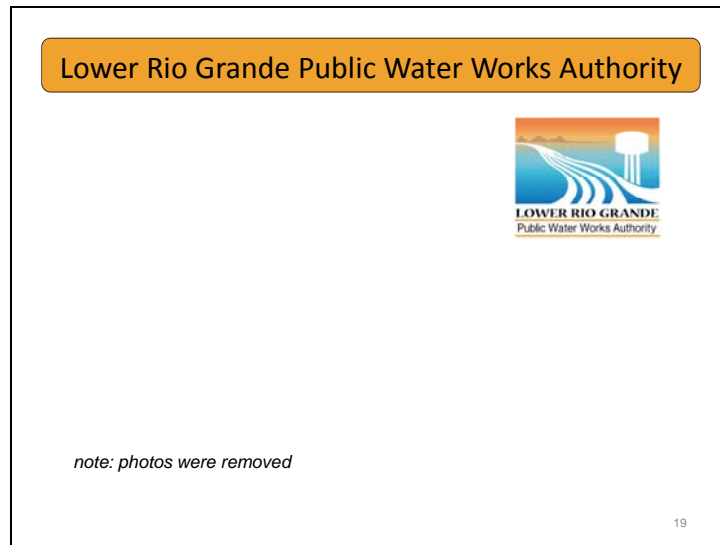 Lower Rio Grande Public Water Works Authority
LOWER RIO GRANDE
Public Water Works Authority
note: photos were removed
19